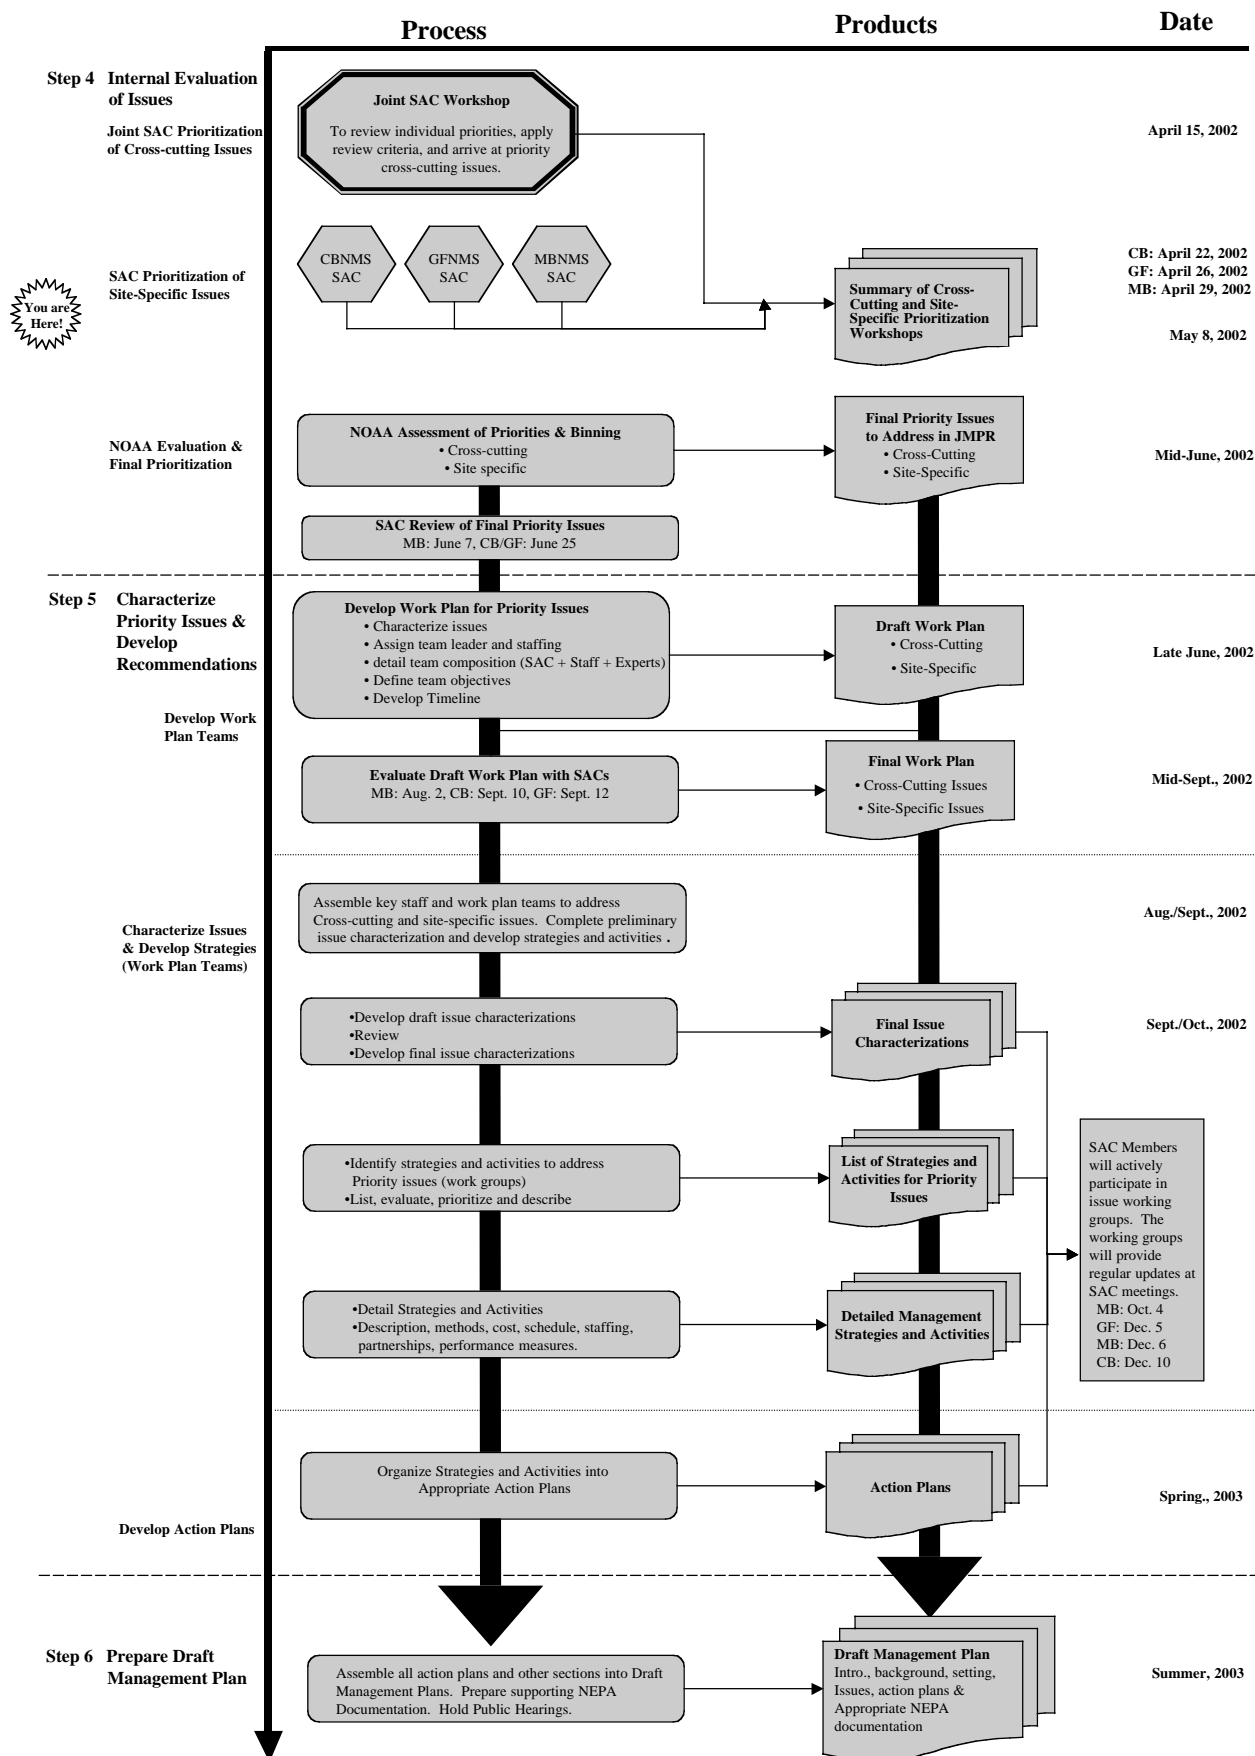 Process
Products
Date
Step 4 Internal Evaluation
of Issues
Joint SAC Prioritization
of Cross-cutting Issues
Joint SAC Workshop
To review individual priorities, apply
review criteria, and arrive at priority
cross-cutting issues.
April 15, 2002
SAC Prioritization of
Site-Specific Issues
You are
Here!
CBNMS
SAC
GFNMS
SAC
MBNMS
SAC
Summary of Cross-
Cutting and Site-
Specific Prioritization
Workshops
CB: April 22, 2002
GF: April 26, 2002
MB: April 29, 2002
May 8, 2002
NOAA Evaluation &
Final Prioritization
NOAA Assessment of Priorities & Binning
• Cross-cutting
• Site specific
Final Priority Issues
to Address in JMPR
• Cross-Cutting
• Site-Specific
Mid-June, 2002
SAC Review of Final Priority Issues
MB: June 7, CB/GF: June 25
Step 5 Characterize
Priority Issues &
Develop
Recommendations
Develop Work Plan for Priority Issues
• Characterize issues
• Assign team leader and staffing
• detail team composition (SAC + Staff + Experts)
• Define team objectives
• Develop Timeline
Draft Work Plan
• Cross-Cutting
• Site-Specific
Late June, 2002
Develop Work
Plan Teams
Evaluate Draft Work Plan with SACs
MB: Aug. 2, CB: Sept. 10, GF: Sept. 12
Final Work Plan
• Cross-Cutting Issues
• Site-Specific Issues
Mid-Sept., 2002
Characterize Issues
& Develop Strategies
(Work Plan Teams)
Assemble key staff and work plan teams to address
Cross-cutting and site-specific issues. Complete preliminary
issue characterization and develop strategies and activities .
Aug./Sept., 2002
•Develop draft issue characterizations
•Review
•Develop final issue characterizations
Final Issue
Characterizations
Sept./Oct., 2002
•Identify strategies and activities to address
Priority issues (work groups)
•List, evaluate, prioritize and describe
List of Strategies and
Activities for Priority
Issues
SAC Members
will actively
participate in
issue working
groups. The
working groups
will provide
regular updates at
SAC meetings.
MB: Oct. 4
GF: Dec. 5
MB: Dec. 6
CB: Dec. 10
•Detail Strategies and Activities
•Description, methods, cost, schedule, staffing,
partnerships, performance measures.
Detailed Management
Strategies and Activities
Develop Action Plans
Organize Strategies and Activities into
Appropriate Action Plans
Action Plans
Spring., 2003
Step 6 Prepare Draft
Management Plan
Assemble all action plans and other sections into Draft
Management Plans. Prepare supporting NEPA
Documentation. Hold Public Hearings.
Draft Management Plan
Intro., background, setting,
Issues, action plans &
Appropriate NEPA
documentation
Summer, 2003